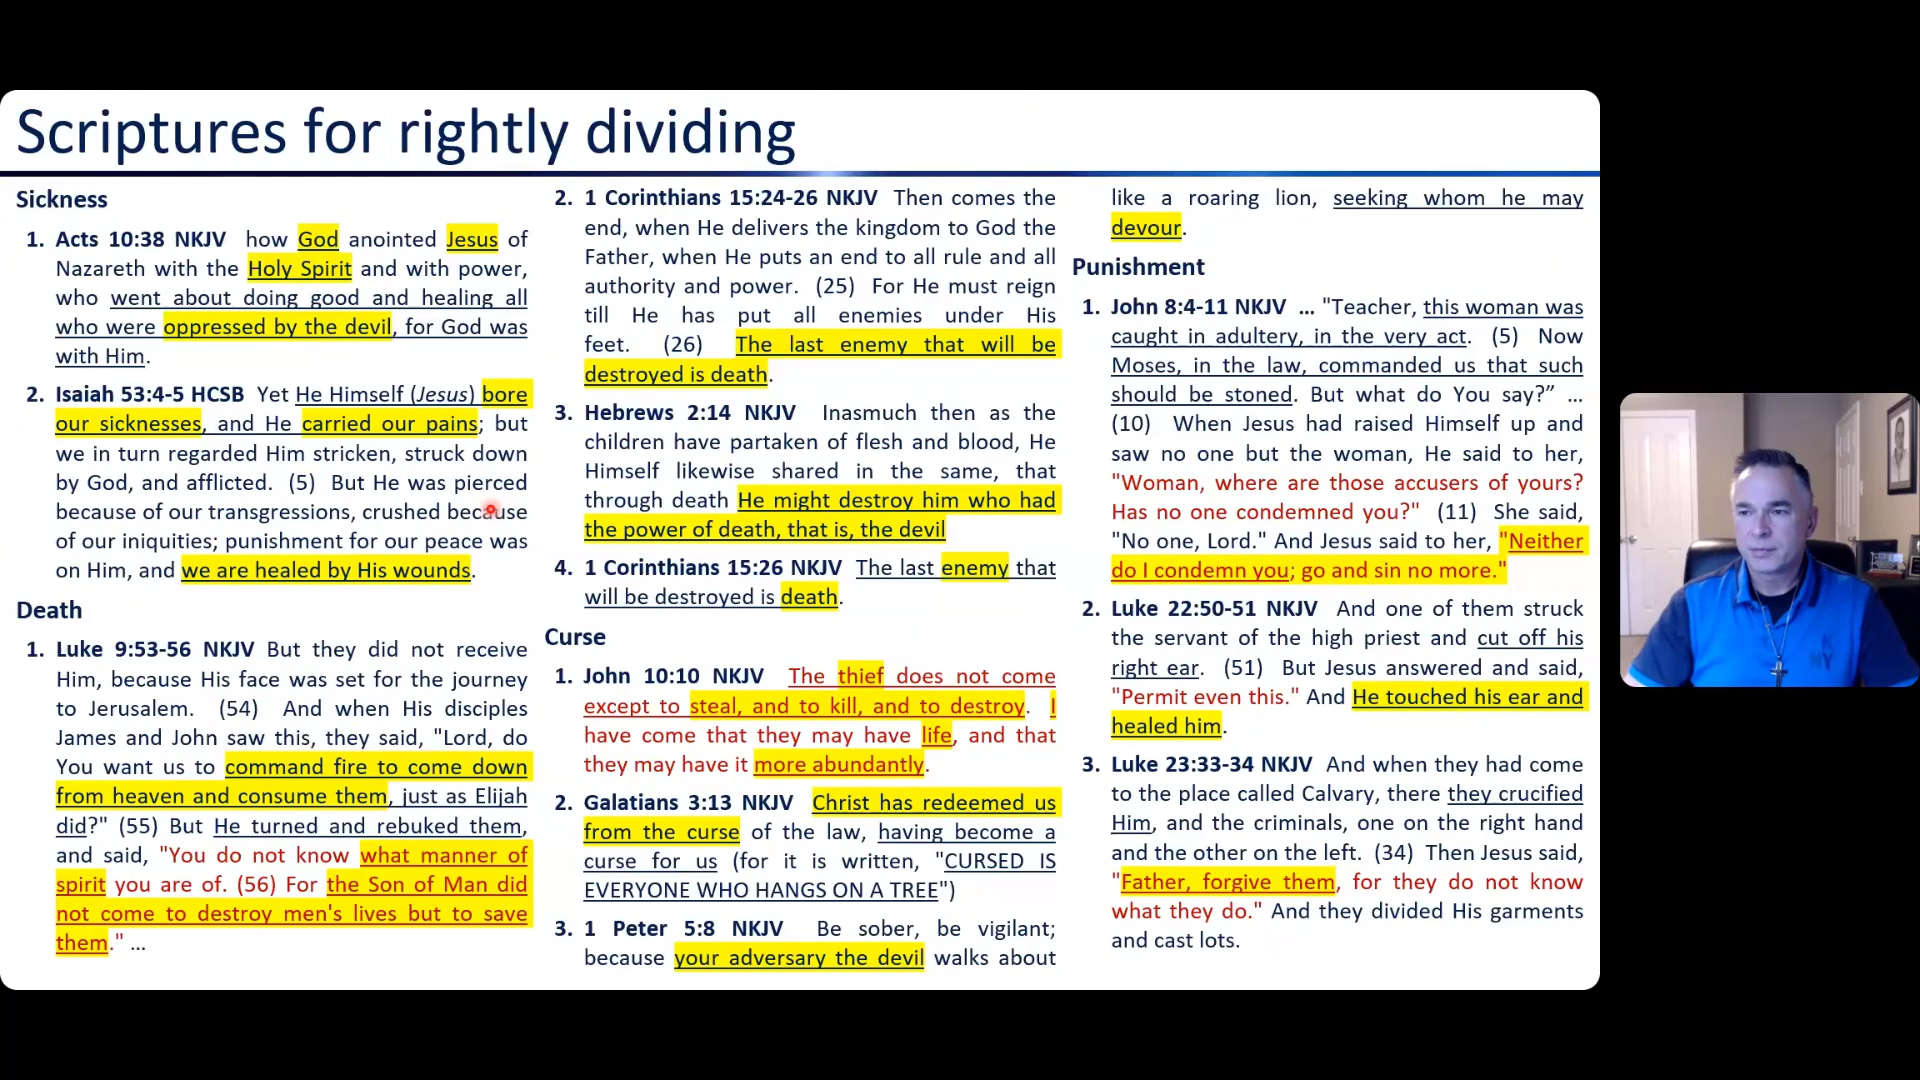 Scriptures for rightly dividing
Sickness
1. Acts 10:38 NKJV how God anointed Jesus of
Nazareth with the Holy Spirit and with power,
who went about doing good and healing all
who were oppressed by the devil, for God was
with Him.
2. Isaiah 53:4-5 HCSB Yet He Himself (Jesus) bore
our sicknesses, and He carried our pains; but
we in turn regarded Him stricken, struck down
by God, and afflicted. (5) But He was pierced
because of our transgressions, crushed because
of our iniquities; punishment for our peace was
on Him, and we are healed by His wounds.
Death
1. Luke 9:53-56 NKJV But they did not receive
Him, because His face was set for the journey
to Jerusalem. (54) And when His disciples
James and John saw this, they said, "Lord, do
You want us to command fire to come down
from heaven and consume them, just as Elijah
did?" (55) But He turned and rebuked them,
and said, "You do not know what manner of
spirit you are of. (56) For the Son of Man did
not come to destroy men's lives but to save
them." ...
2. 1 Corinthians 15:24-26 NKJV Then comes the
end, when He delivers the kingdom to God the
Father, when He puts an end to all rule and all
authority and power. (25) For He must reign
till He has put all enemies under His
feet. (26) The last enemy that will be
destroyed is death.
3. Hebrews 2:14 NKJV Inasmuch then as the
children have partaken of flesh and blood, He
Himself likewise shared in the same, that
through death He might destroy him who had
the power of death, that is, the devil
4. 1 Corinthians 15:26 NKJV The last enemy that
will be destroyed is death.
Curse
1. John 10:10 NKJV The thief does not come
except to steal, and to kill, and to destroy. I
have come that they may have life, and that
they may have it more abundantly.
2. Galatians 3:13 NKJV Christ has redeemed us
from the curse of the law, having become a
curse for us (for it is written, "CURSED IS
EVERYONE WHO HANGS ON A TREE")
3. 1 Peter 5:8 NKJV Be sober, be vigilant;
because your adversary the devil walks about
like a roaring lion, seeking whom he may
devour.
Punishment
1. John 8:4-11 NKJV ... "Teacher, this woman was
caught in adultery, in the very act. (5) Now
Moses, in the law, commanded us that such
should be stoned. But what do You say?” ...
(10) When Jesus had raised Himself up and
saw no one but the woman, He said to her,
"Woman, where are those accusers of yours?
Has no one condemned you?" (11) She said,
"No one, Lord." And Jesus said to her, "Neither
do I condemn you; go and sin no more."
2. Luke 22:50-51 NKJV And one of them struck
the servant of the high priest and cut off his
right ear. (51) But Jesus answered and said,
"Permit even this." And He touched his ear and
healed him.
3. Luke 23:33-34 NKJV And when they had come
to the place called Calvary, there they crucified
Him, and the criminals, one on the right hand
and the other on the left. (34) Then Jesus said,
"Father, forgive them, for they do not know
what they do." And they divided His garments
and cast lots.